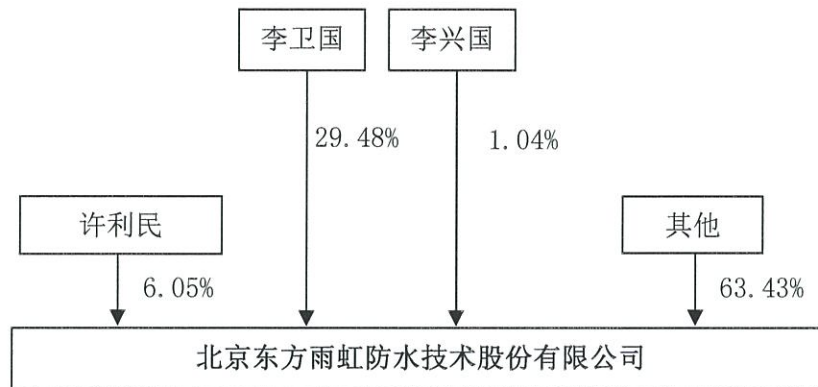 李卫国
李兴国
29.48%
1.04%
许利民
其他
6.05%
63.43%
北京东方雨虹防水技术股份有限公司